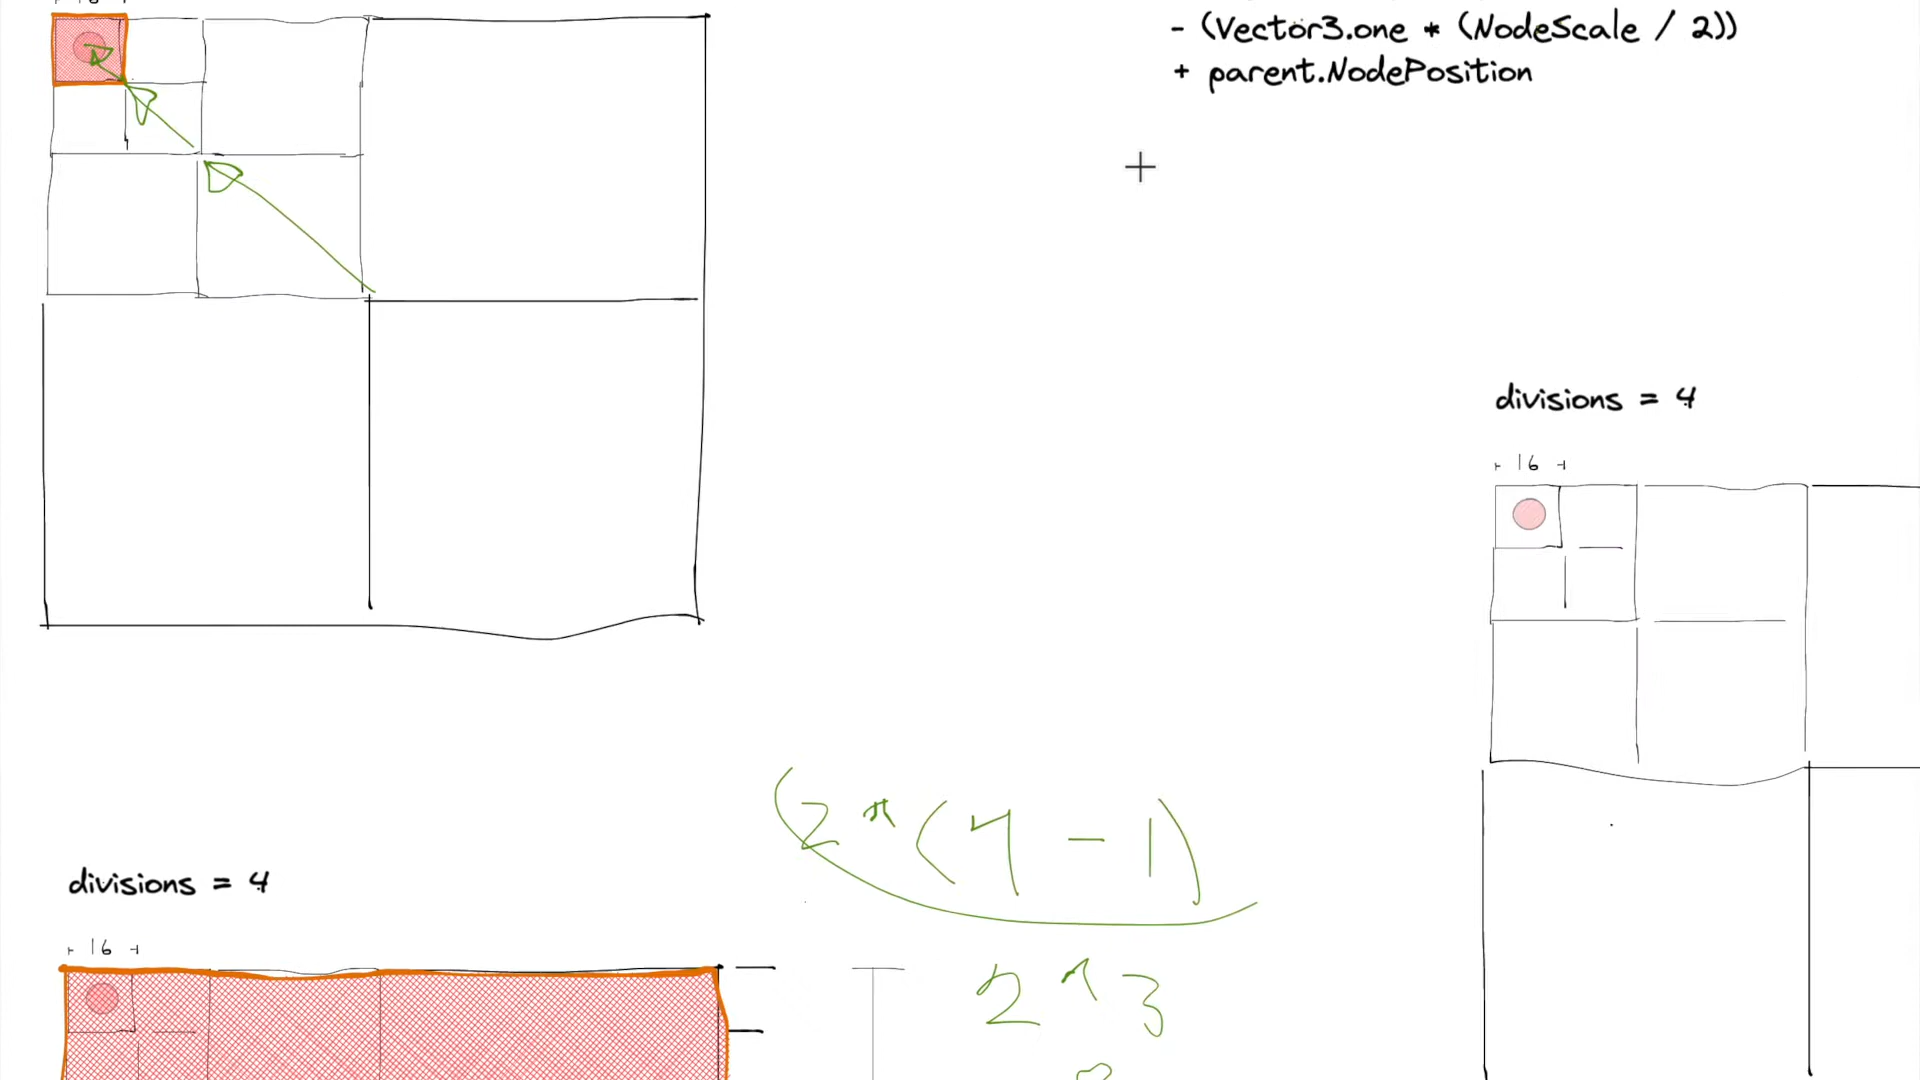 - (Vector3.one * (NodeScale / 2))
+ parent.NodePosition
divisions = 4
16
(2^(4 - 1)
divisions = 4
16
2^3